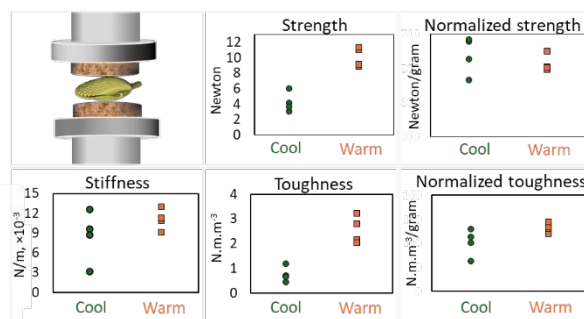 Strength
Newton
12
10
8
6
4
2
0
Cool Warm
Normalized strength
Newton/gram
Cool Warm
Stiffness
N/m, ×10⁻³
15
12
9
6
3
0
Cool Warm
Toughness
N.m.m⁻³
4
3
2
1
0
Cool Warm
Normalized toughness
N.m.m⁻³/gram
Cool Warm